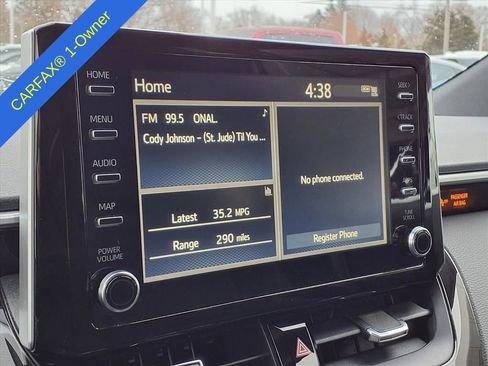 CARFAX® 1-Owner
HOME
MENU
AUDIO
MAP
POWER
VOLUME
Home
4:38
FM 99.5 ONAL.
Cody Johnson – (St. Jude) Til You ...
Latest 35.2 MPG
Range 290 miles
No phone connected.
Register Phone
SEEK>
<TRACK
PHONE
APPS
TUNE
SCROLL
PASSENGER
AIR BAG